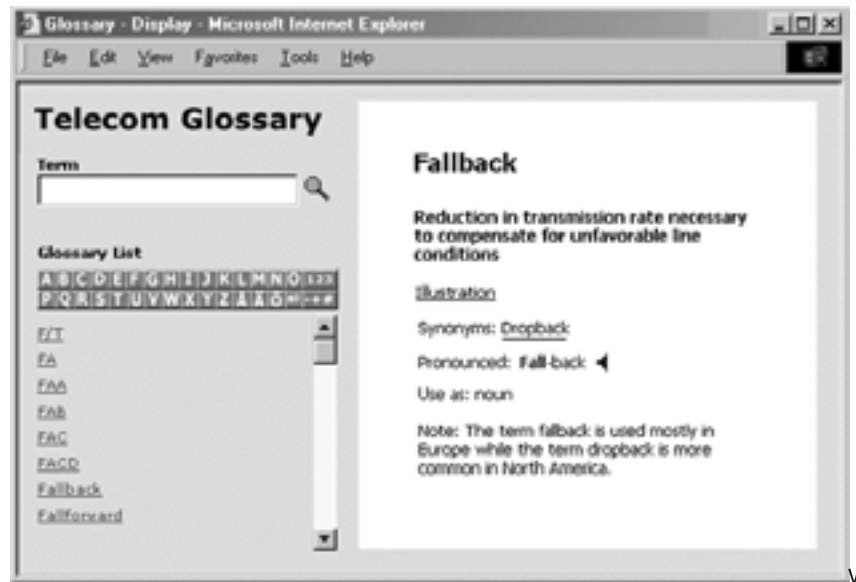 Glossary - Display - Microsoft Internet Explorer
File Edit View Favorites Tools Help
Telecom Glossary
Term
Glossary List
A B C D E F G H I J K L M N O 123
P Q R S T U V W X Y Z Å Ä Ö
F/T
FA
FAA
FAB
FAC
FACD
Fallback
Fallforward
Fallback
Reduction in transmission rate necessary
to compensate for unfavorable line
conditions
Illustration
Synonyms: Dropback
Pronounced: Fall-back
Use as: noun
Note: The term fallback is used mostly in
Europe while the term dropback is more
common in North America.